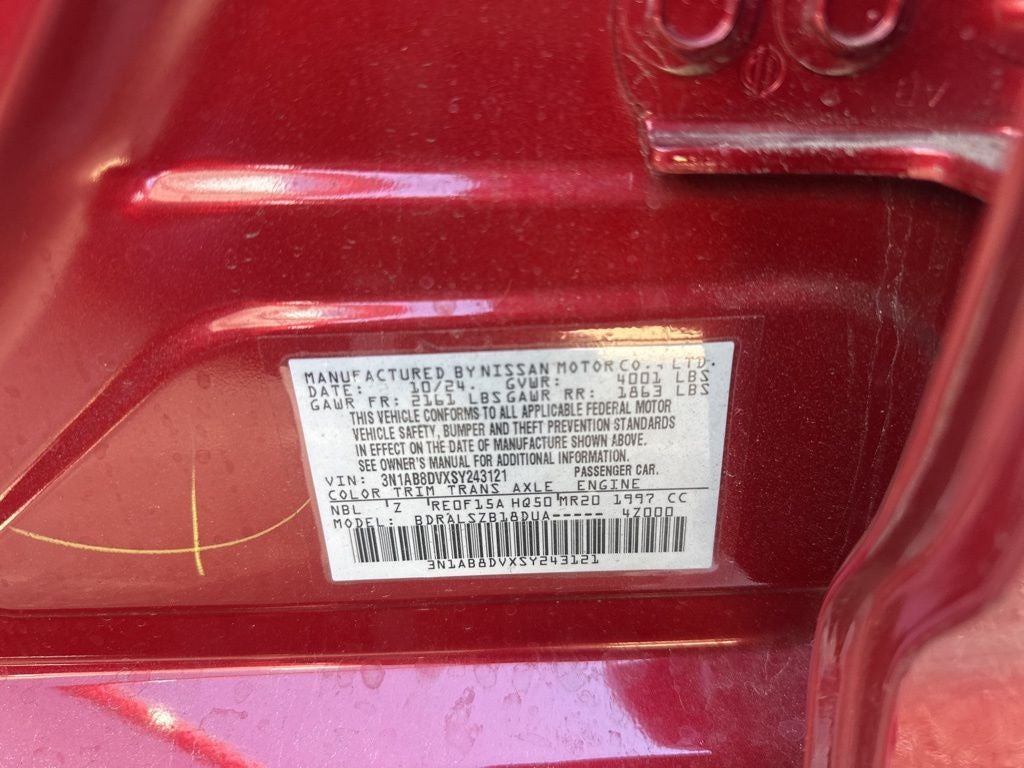 MANUFACTURED BY NISSAN MOTOR CO., LTD.
DATE: 10/24. GVWR: 4001 LBS
GAWR FR: 2161 LBS GAWR RR: 1863 LBS
THIS VEHICLE CONFORMS TO ALL APPLICABLE FEDERAL MOTOR
VEHICLE SAFETY, BUMPER AND THEFT PREVENTION STANDARDS
IN EFFECT ON THE DATE OF MANUFACTURE SHOWN ABOVE.
SEE OWNER'S MANUAL FOR ADDITIONAL INFORMATION.
VIN: 3N1AB8DVXSY243121 PASSENGER CAR.
COLOR TRIM TRANS AXLE ENGINE
NBL Z RE0F15A HQ50 MR20 1997 CC
MODEL: BDRALSZB18DUA----- 4Z000
3N1AB8DVXSY243121